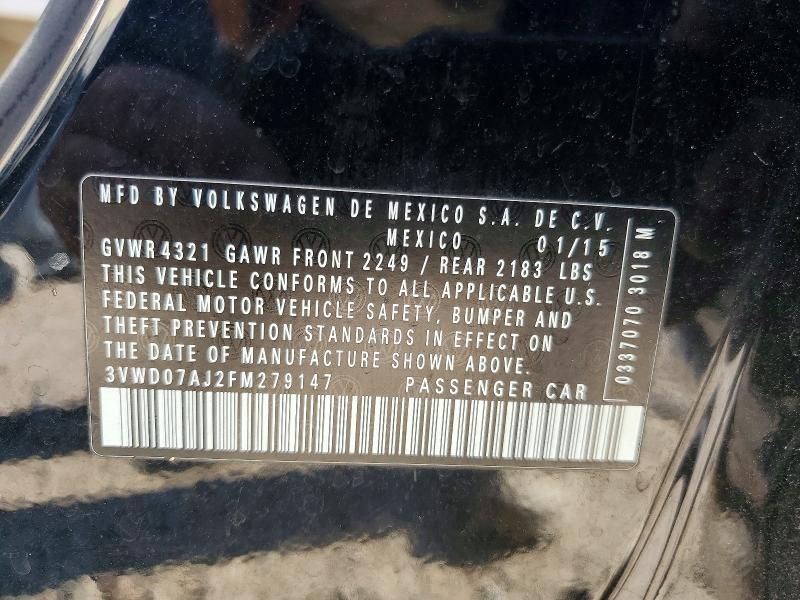 MFD BY VOLKSWAGEN DE MEXICO S.A. DE C.V.
MEXICO 01/15
GVWR4321 GAWR FRONT 2249 / REAR 2183 LBS
THIS VEHICLE CONFORMS TO ALL APPLICABLE U.S.
FEDERAL MOTOR VEHICLE SAFETY, BUMPER AND
THEFT PREVENTION STANDARDS IN EFFECT ON
THE DATE OF MANUFACTURE SHOWN ABOVE.
3VWD07AJ2FM279147 PASSENGER CAR
0337070 3018 M